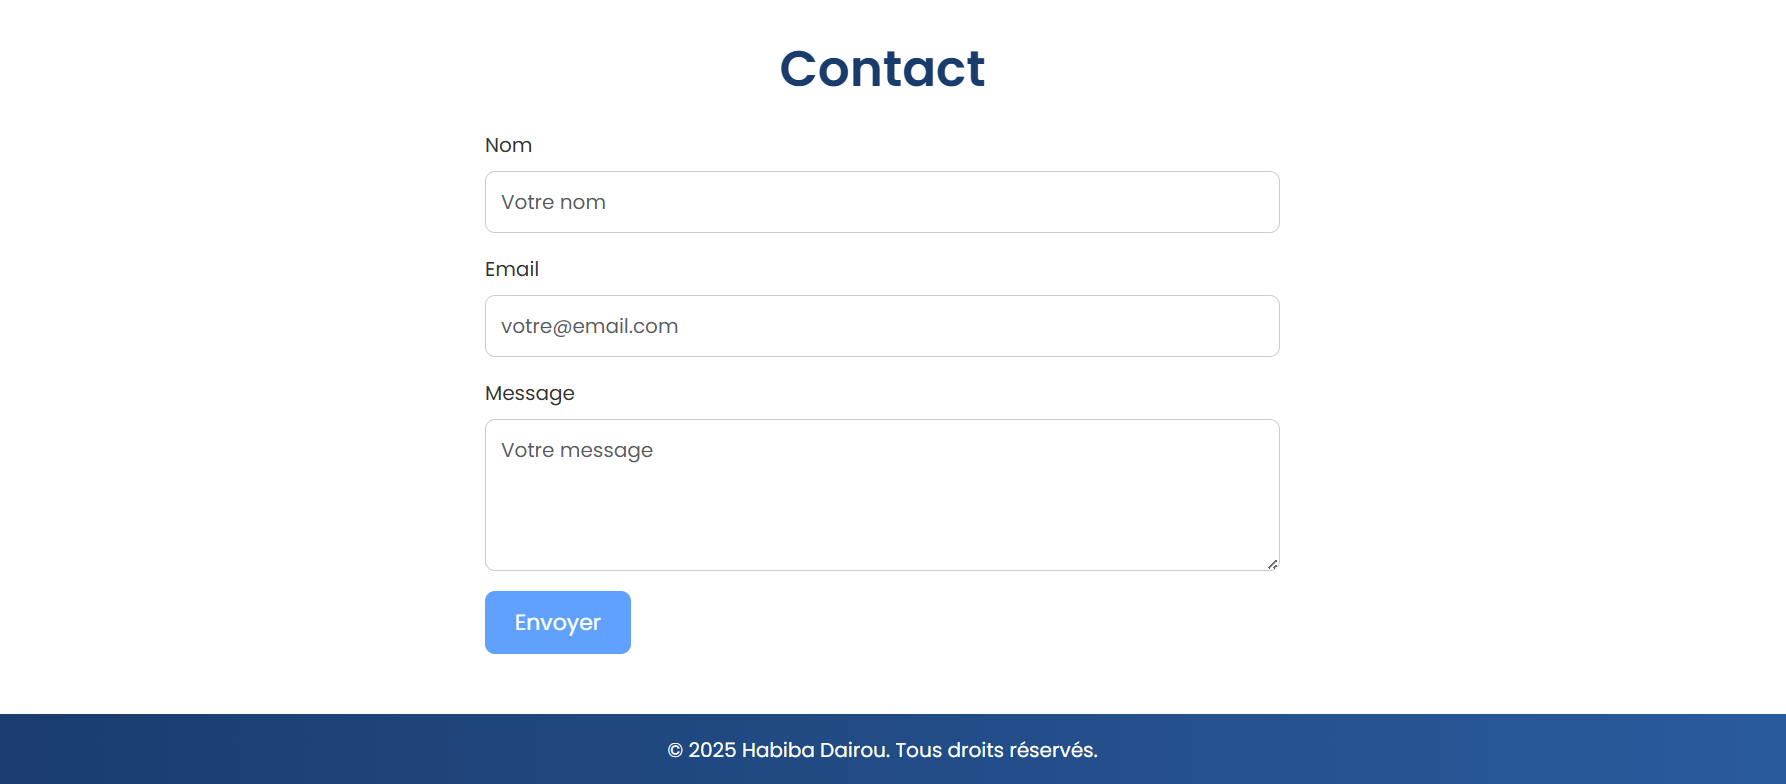 Contact
Nom
Votre nom
Email
votre@email.com
Message
Votre message
Envoyer
© 2025 Habiba Dairou. Tous droits réservés.